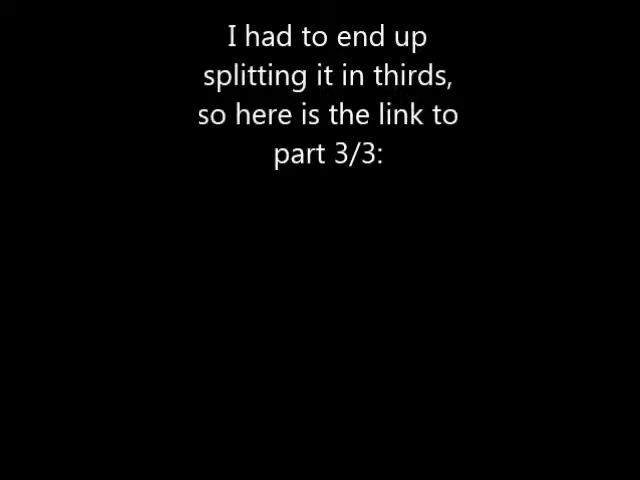 I had to end up
splitting it in thirds,
so here is the link to
part 3/3: